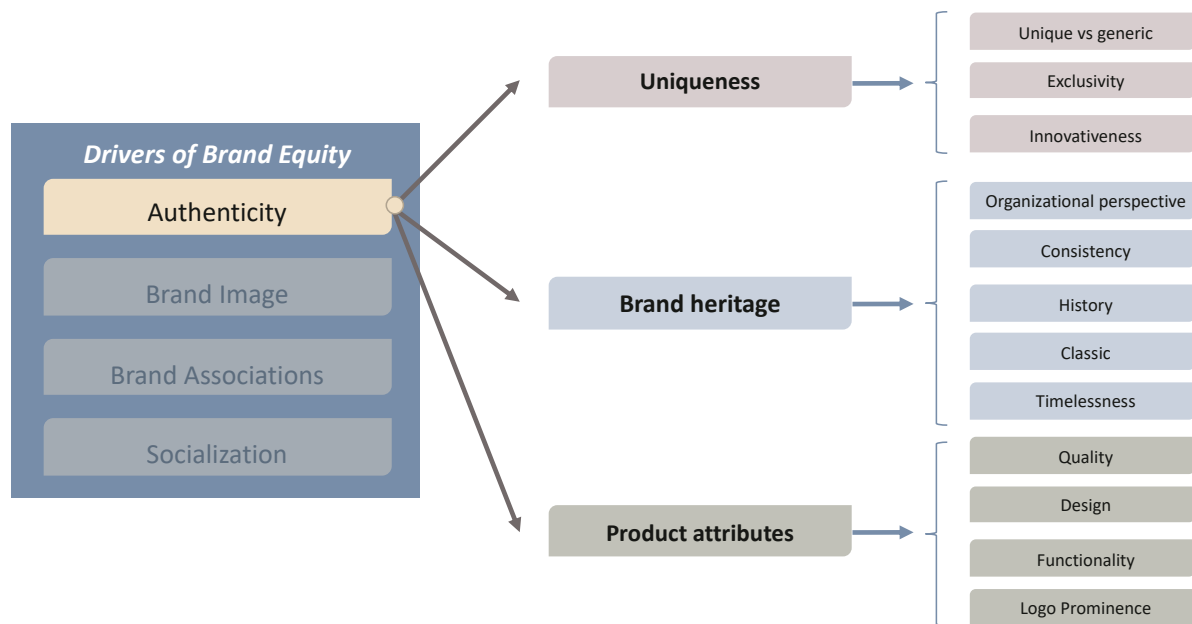 Drivers of Brand Equity
Authenticity
Brand Image
Brand Associations
Socialization
Uniqueness
Unique vs generic
Exclusivity
Innovativeness
Brand heritage
Organizational perspective
Consistency
History
Classic
Timelessness
Product attributes
Quality
Design
Functionality
Logo Prominence